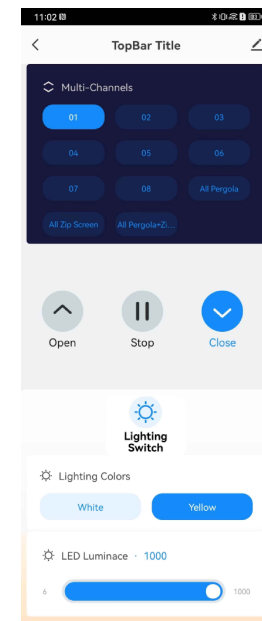 11:02
TopBar Title
Multi-Channels
01 02 03
04 05 06
07 08 All Pergola
All Zip Screen All Pergola+Zi...
Open Stop Close
Lighting
Switch
Lighting Colors
White Yellow
LED Luminace · 1000
6 1000